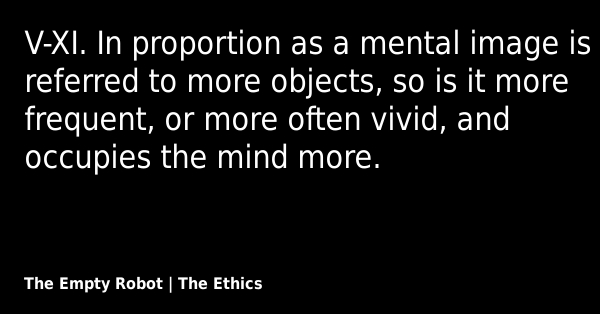 V-XI. In proportion as a mental image is
referred to more objects, so is it more
frequent, or more often vivid, and
occupies the mind more.
The Empty Robot | The Ethics